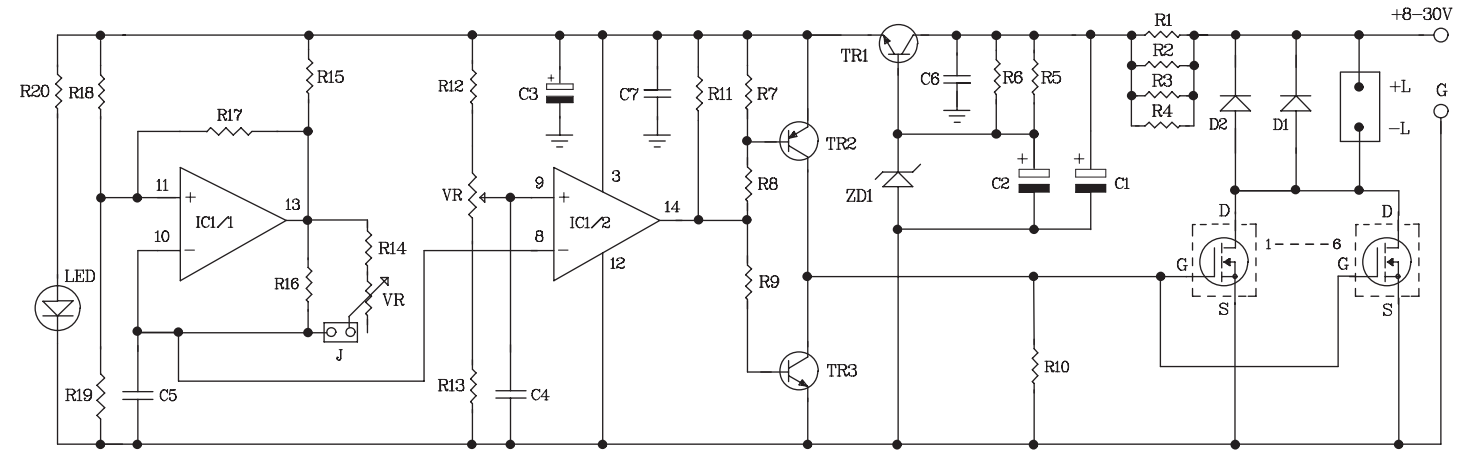 +8-30V
R1
R2
R3
R4
G
R20
R18
R15
R12
C3
+
C7
R11
R7
TR1
C6
R6
R5
+L
-L
D2
D1
R17
TR2
11
+
IC1/1
13
10
−
VR
9
+
3
IC1/2
14
8
−
12
R8
ZD1
+
C2
+
C1
D
D
R14
1-----6
G
G
S
S
LED
R16
VR
J
R9
R19
C5
R13
C4
TR3
R10